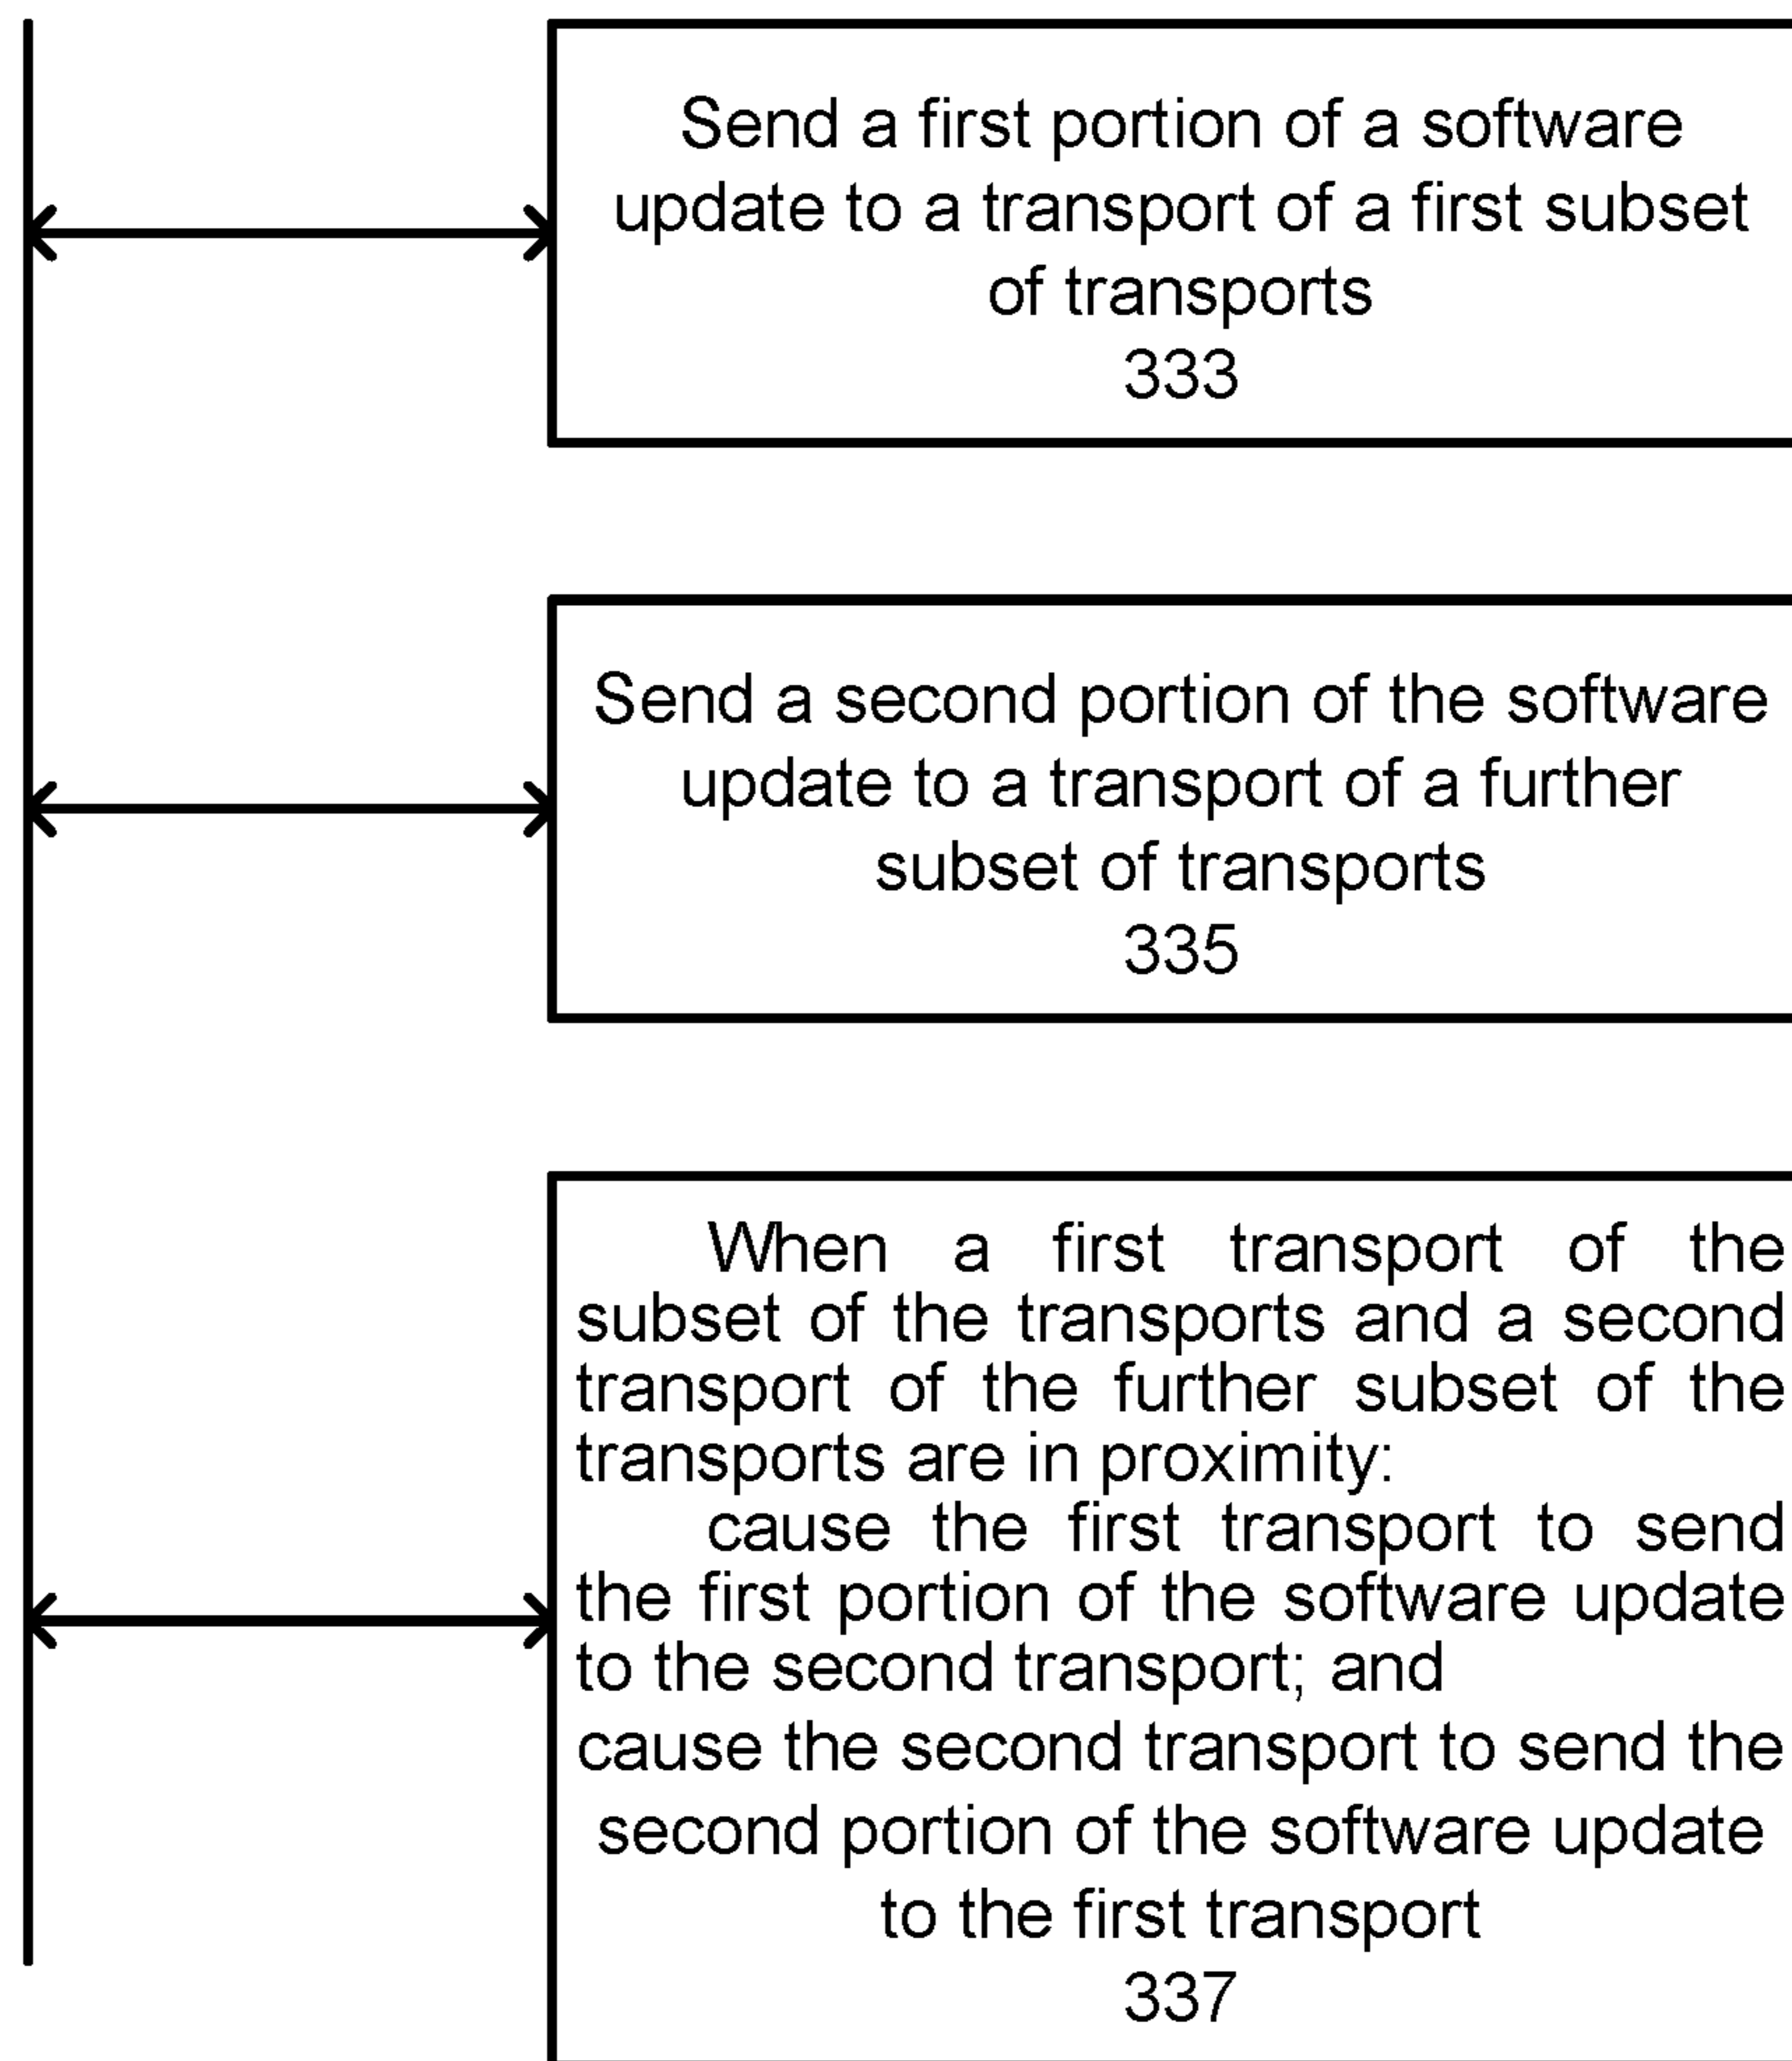 Send a first portion of a software
update to a transport of a first subset
of transports
333
Send a second portion of the software
update to a transport of a further
subset of transports
335
When a first transport of the
subset of the transports and a second
transport of the further subset of the
transports are in proximity:
cause the first transport to send
the first portion of the software update
to the second transport; and
cause the second transport to send the
second portion of the software update
to the first transport
337